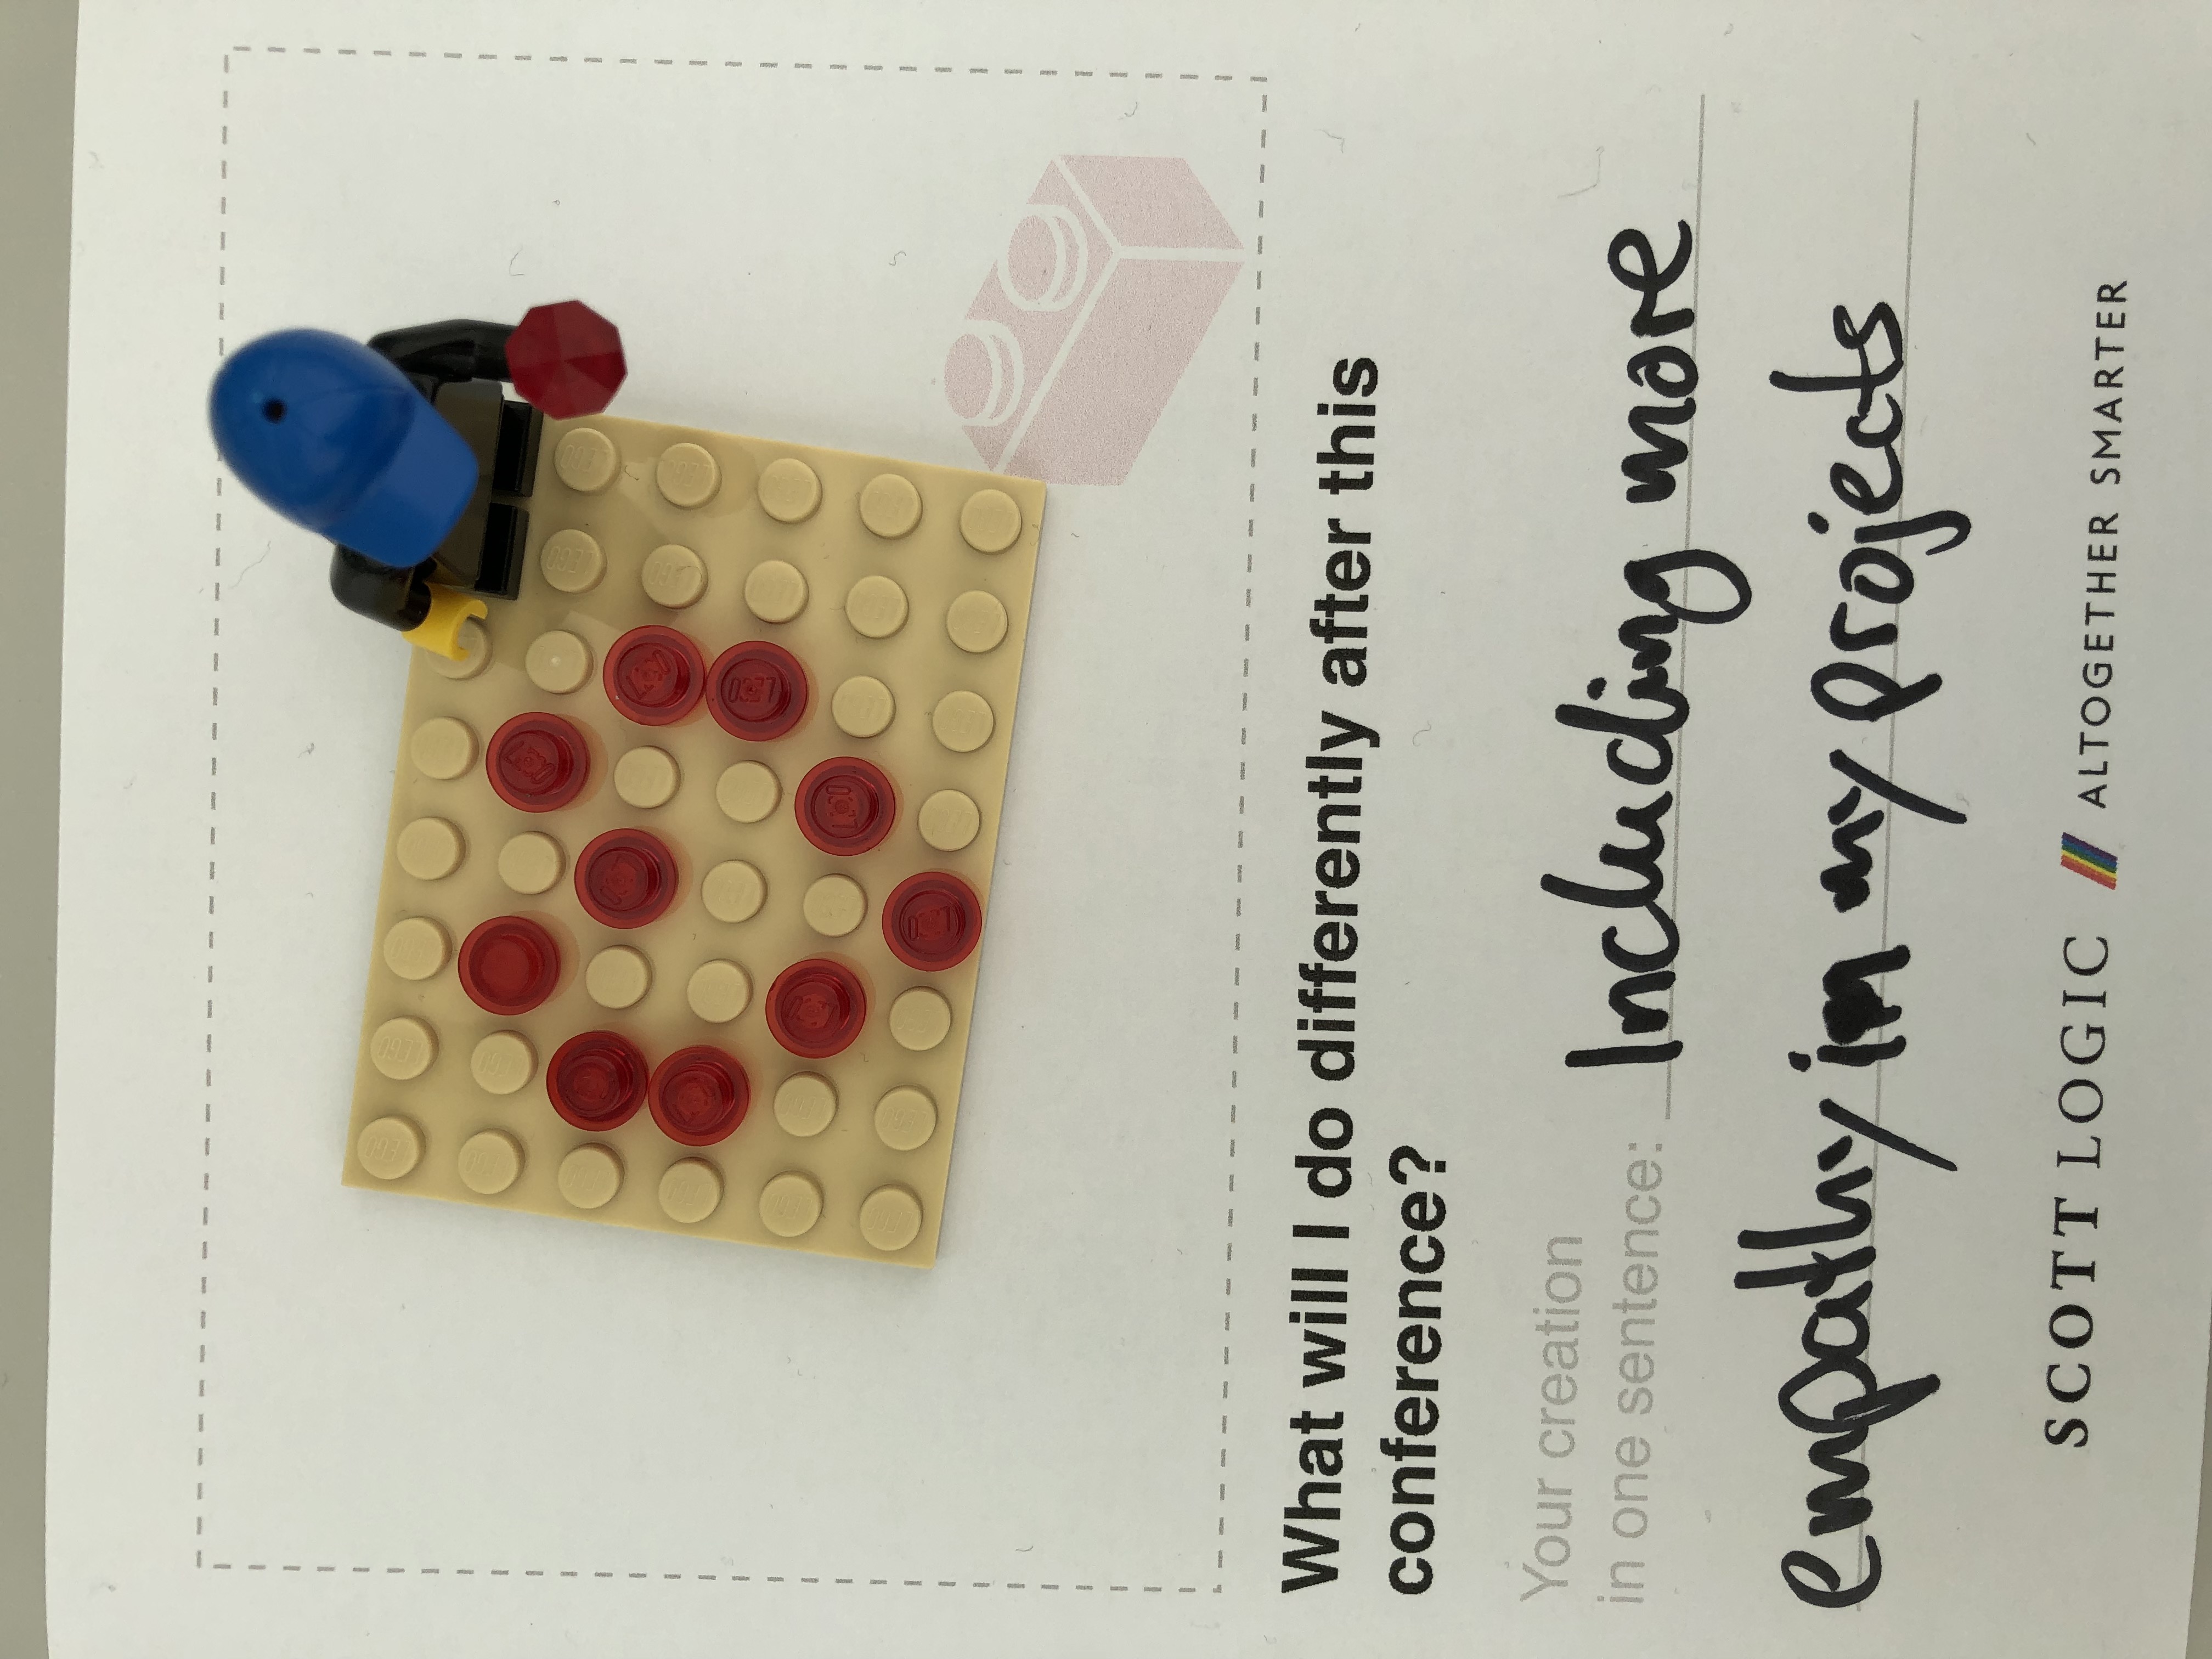 What will I do differently after this
conference?
Your creation
in one sentence: Including more
empathy in my projects
SCOTT LOGIC ALTOGETHER SMARTER